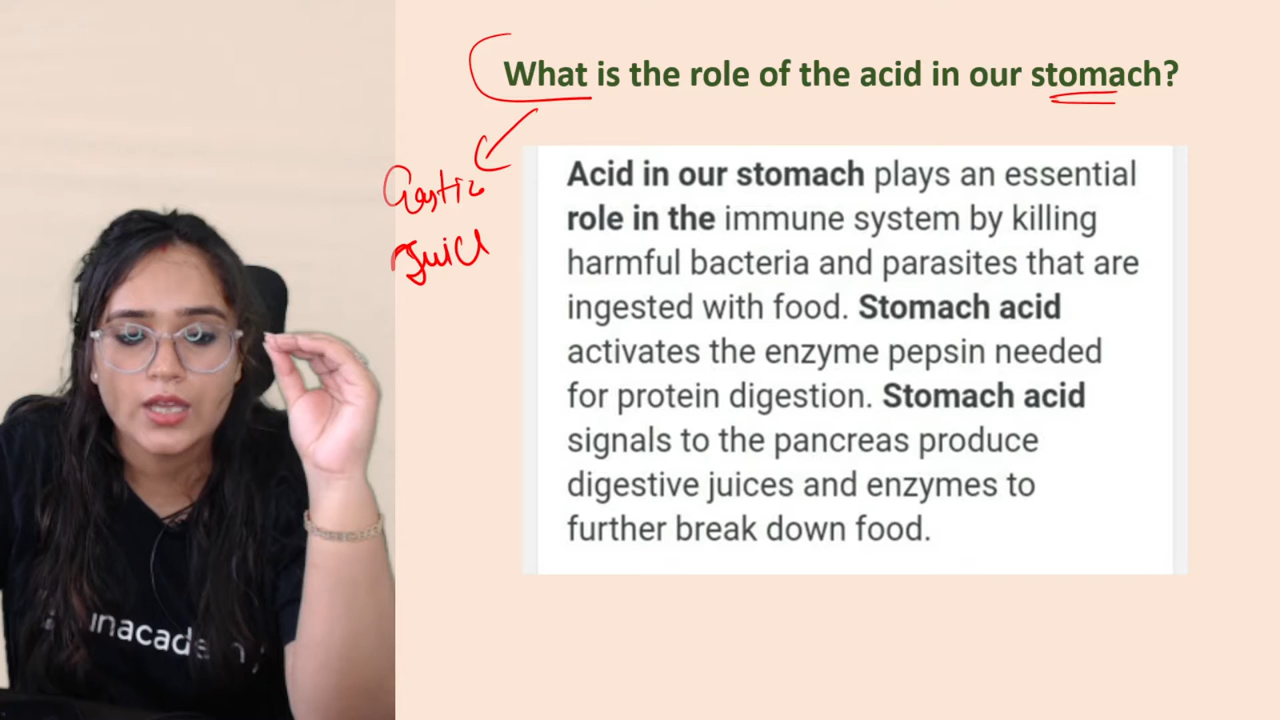 What is the role of the acid in our stomach?
Gastic
Juice
Acid in our stomach plays an essential
role in the immune system by killing
harmful bacteria and parasites that are
ingested with food. Stomach acid
activates the enzyme pepsin needed
for protein digestion. Stomach acid
signals to the pancreas produce
digestive juices and enzymes to
further break down food.